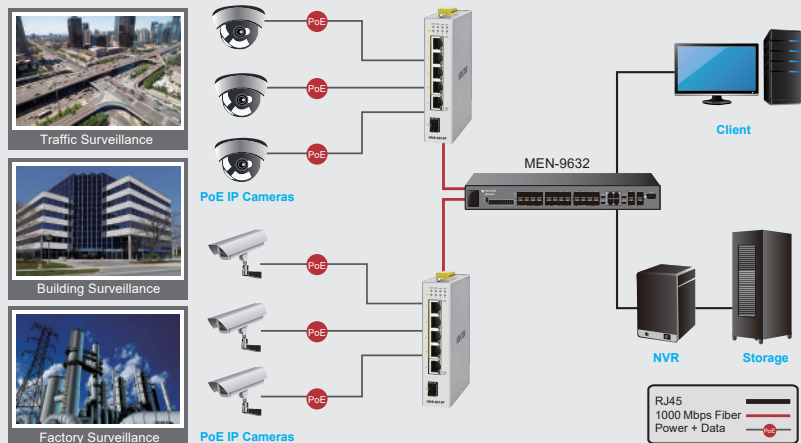 Traffic Surveillance
Building Surveillance
Factory Surveillance
PoE
PoE
PoE
PoE IP Cameras
PoE
PoE
PoE
PoE IP Cameras
MEN-9632
Client
NVR
Storage
RJ45
1000 Mbps Fiber
Power + Data
PoE